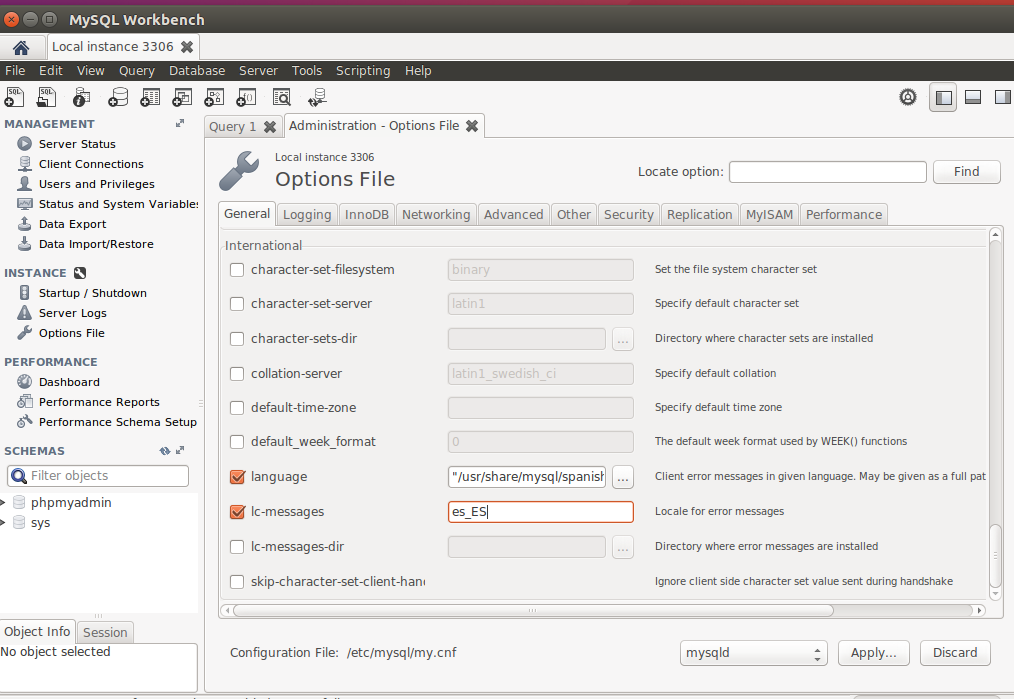 MySQL Workbench
Local instance 3306
File Edit View Query Database Server Tools Scripting Help
MANAGEMENT
Server Status
Client Connections
Users and Privileges
Status and System Variables
Data Export
Data Import/Restore
INSTANCE
Startup / Shutdown
Server Logs
Options File
PERFORMANCE
Dashboard
Performance Reports
Performance Schema Setup
SCHEMAS
Filter objects
phpmyadmin
sys
Object Info Session
No object selected
Query 1 Administration - Options File
Local instance 3306
Options File
Locate option: Find
General Logging InnoDB Networking Advanced Other Security Replication MyISAM Performance
International
character-set-filesystem binary Set the file system character set
character-set-server latin1 Specify default character set
character-sets-dir ... Directory where character sets are installed
collation-server latin1_swedish_ci Specify default collation
default-time-zone Specify default time zone
default_week_format 0 The default week format used by WEEK() functions
language "/usr/share/mysql/spanish ... Client error messages in given language. May be given as a full pat
lc-messages es_ES Locale for error messages
lc-messages-dir ... Directory where error messages are installed
skip-character-set-client-han Ignore client side character set value sent during handshake
Configuration File: /etc/mysql/my.cnf mysqld Apply... Discard